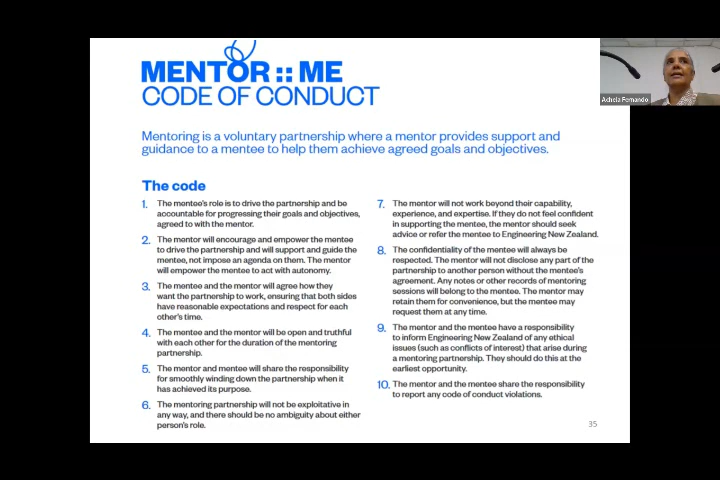 MENTOR :: ME
CODE OF CONDUCT
Mentoring is a voluntary partnership where a mentor provides support and
guidance to a mentee to help them achieve agreed goals and objectives.
The code
1. The mentee's role is to drive the partnership and be
accountable for progressing their goals and objectives,
agreed to with the mentor.
2. The mentor will encourage and empower the mentee
to drive the partnership and will support and guide the
mentee, not impose an agenda on them. The mentor
will empower the mentee to act with autonomy.
3. The mentee and the mentor will agree how they
want the partnership to work, ensuring that both sides
have reasonable expectations and respect for each
other's time.
4. The mentee and the mentor will be open and truthful
with each other for the duration of the mentoring
partnership.
5. The mentor and mentee will share the responsibility
for smoothly winding down the partnership when it
has achieved its purpose.
6. The mentoring partnership will not be exploitative in
any way, and there should be no ambiguity about either
person's role.
7. The mentor will not work beyond their capability,
experience, and expertise. If they do not feel confident
in supporting the mentee, the mentor should seek
advice or refer the mentee to Engineering New Zealand.
8. The confidentiality of the mentee will always be
respected. The mentor will not disclose any part of the
partnership to another person without the mentee's
agreement. Any notes or other records of mentoring
sessions will belong to the mentee. The mentor may
retain them for convenience, but the mentee may
request them at any time.
9. The mentor and the mentee have a responsibility
to inform Engineering New Zealand of any ethical
issues (such as conflicts of interest) that arise during
a mentoring partnership. They should do this at the
earliest opportunity.
10. The mentor and the mentee share the responsibility
to report any code of conduct violations.
35
Achela Fernando